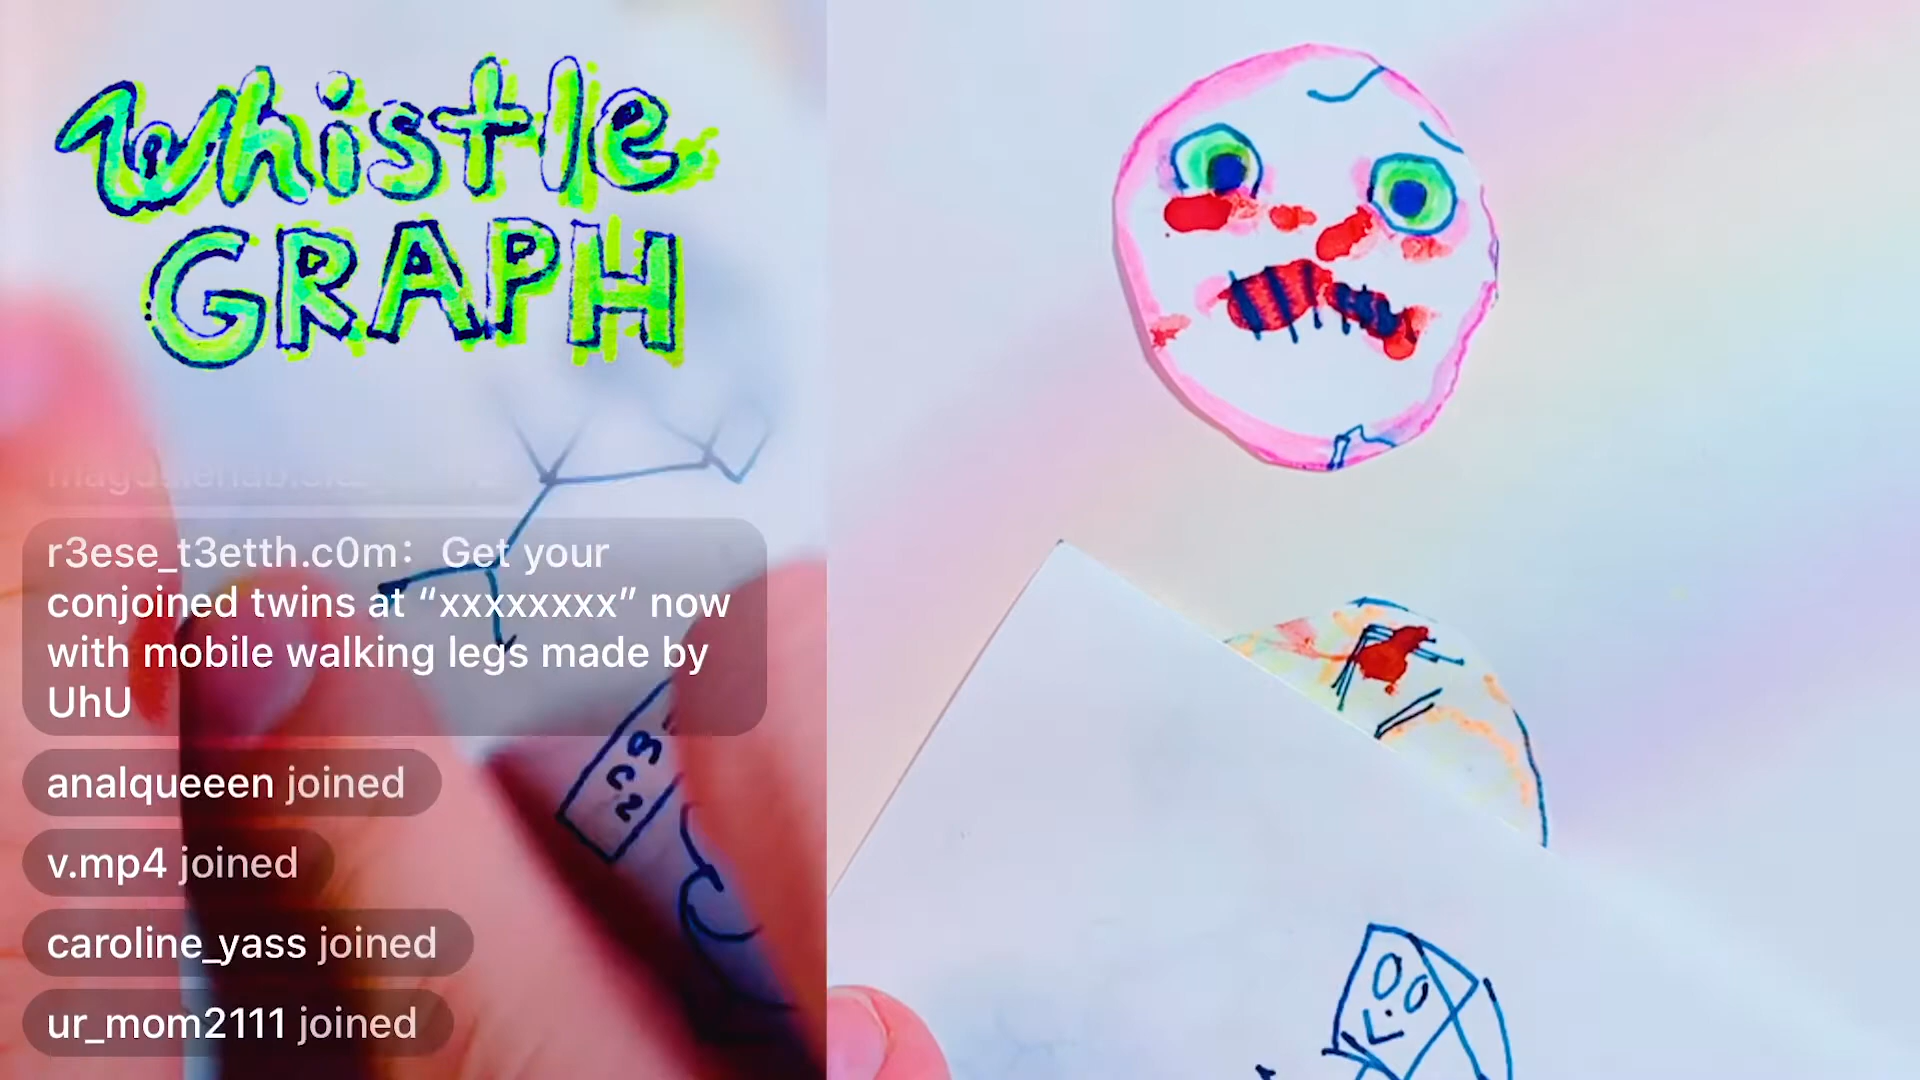 Whistle
GRAPH
r3ese_t3etth.c0m: Get your
conjoined twins at “xxxxxxxx” now
with mobile walking legs made by
UhU
analqueeen joined
v.mp4 joined
caroline_yass joined
ur_mom2111 joined